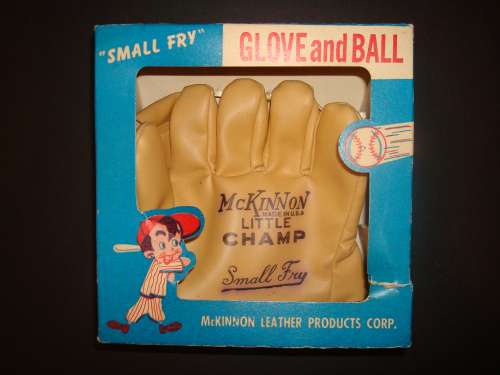 "SMALL FRY"
GLOVE and BALL
McKINNON
MADE IN U.S.A.
LITTLE
CHAMP
Small Fry
McKINNON LEATHER PRODUCTS CORP.